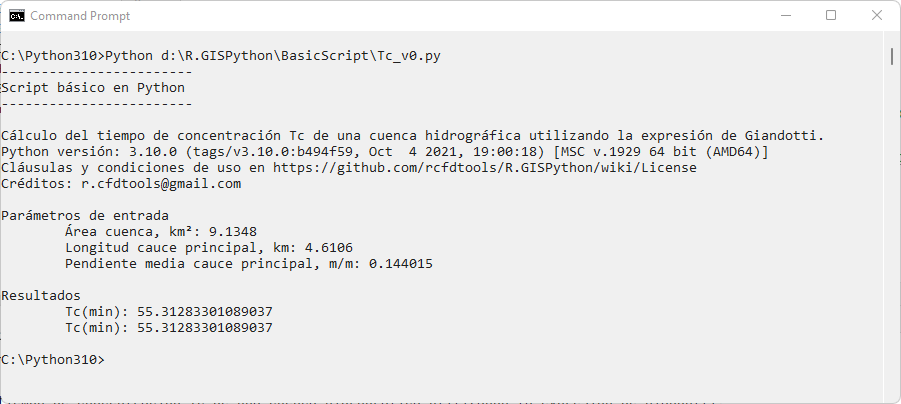 Command Prompt
C:\Python310>Python d:\R.GISPython\BasicScript\Tc_v0.py
------------------------
Script básico en Python
------------------------
Cálculo del tiempo de concentración Tc de una cuenca hidrográfica utilizando la expresión de Giandotti.
Python versión: 3.10.0 (tags/v3.10.0:b494f59, Oct  4 2021, 19:00:18) [MSC v.1929 64 bit (AMD64)]
Cláusulas y condiciones de uso en https://github.com/rcfdtools/R.GISPython/wiki/License
Créditos: r.cfdtools@gmail.com
Parámetros de entrada
Área cuenca, km²: 9.1348
Longitud cauce principal, km: 4.6106
Pendiente media cauce principal, m/m: 0.144015
Resultados
Tc(min): 55.31283301089037
Tc(min): 55.31283301089037
C:\Python310>